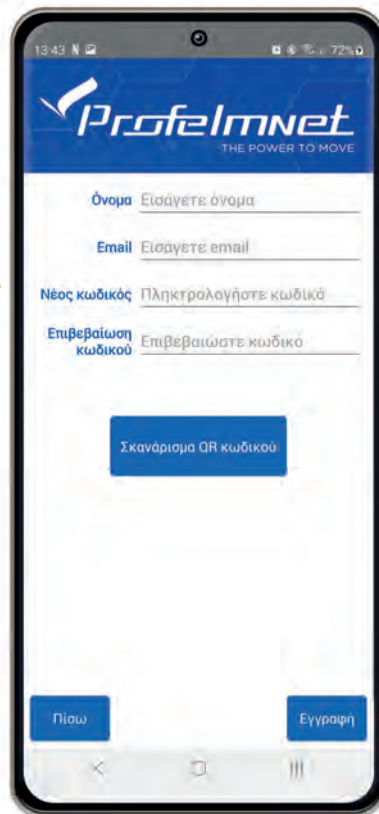 13:43
72%
Profelmnet
THE POWER TO MOVE
Όνομα Εισάγετε όνομα
Email Εισάγετε email
Νέος κωδικός Πληκτρολογήστε κωδικό
Επιβεβαίωση
κωδικού Επιβεβαιώστε κωδικό
Σκανάρισμα QR κωδικού
Πίσω
Εγγραφή